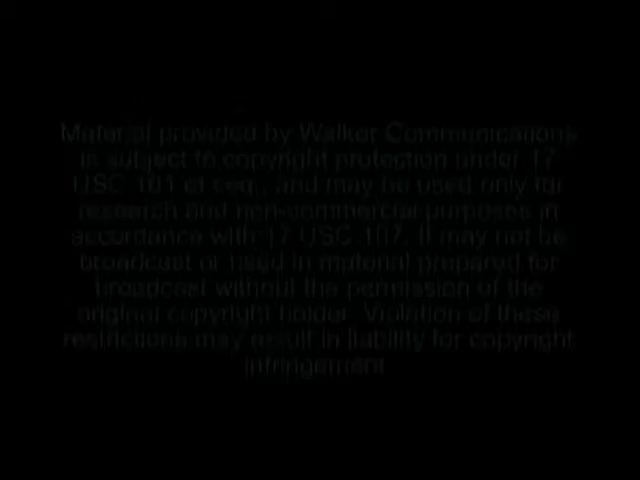 Material provided by Walker Communications
is subject to copyright protection under 17
USC 101 et seq., and may be used only for
research and non-commercial purposes in
accordance with 17 USC 107. It may not be
broadcast or used in material prepared for
broadcast without the permission of the
original copyright holder. Violation of these
restrictions may result in liability for copyright
infringement